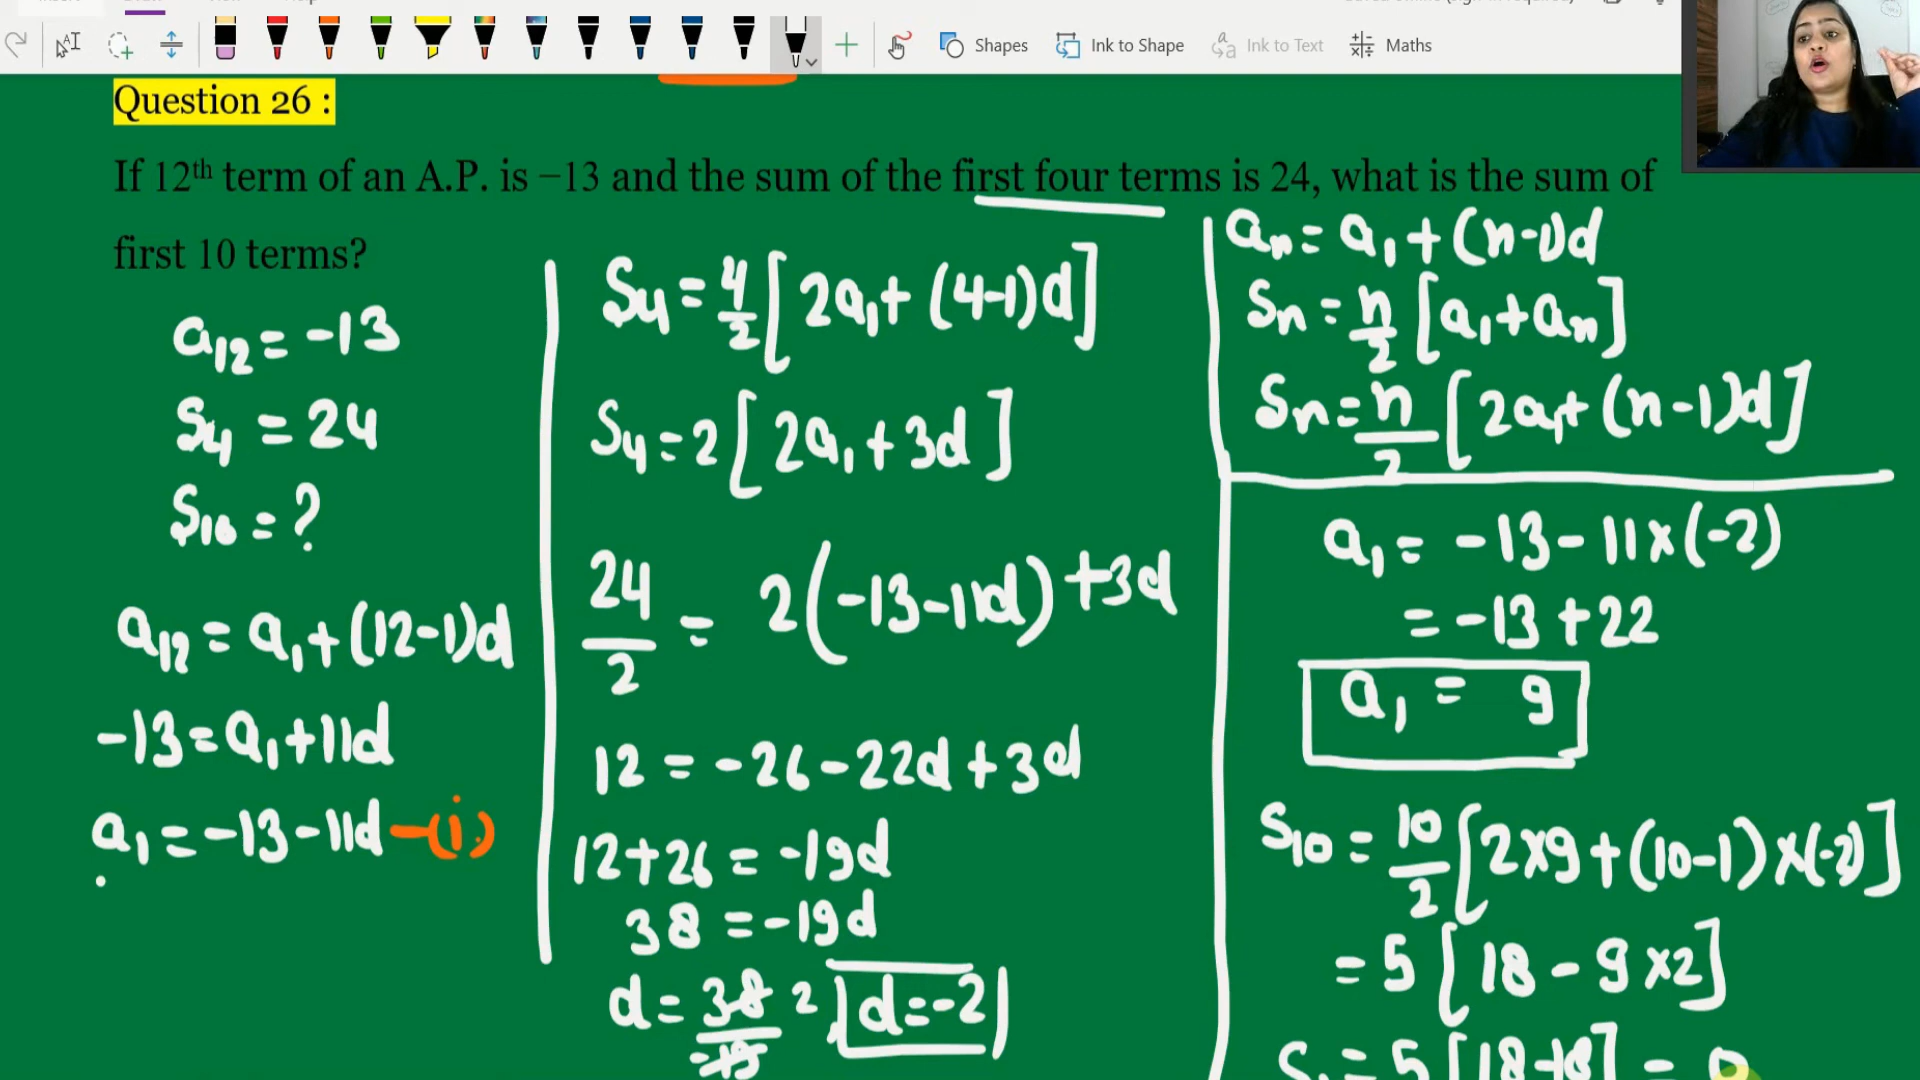 Shapes
Ink to Shape
Ink to Text
Maths
Question 26 :
If 12th term of an A.P. is −13 and the sum of the first four terms is 24, what is the sum of
first 10 terms?
a12 = -13
S4 = 24
S10 = ?
a12 = a1 + (12-1)d
-13 = a1 + 11d
a1 = -13 - 11d -(i)
S4 = 4/2 [ 2a1 + (4-1)d ]
S4 = 2 [ 2a1 + 3d ]
24/2 = 2(-13-11d) + 3d
12 = -26 - 22d + 3d
12 + 26 = -19d
38 = -19d
d = 38/-19 2 d = -2
an = a1 + (n-1)d
Sn = n/2 [ a1 + an ]
Sn = n/2 [ 2a1 + (n-1)d ]
a1 = -13 - 11 × (-2)
= -13 + 22
a1 = 9
S10 = 10/2 [ 2×9 + (10-1) × (-2) ]
= 5 [ 18 - 9 ×2 ]
= 5 [ 18